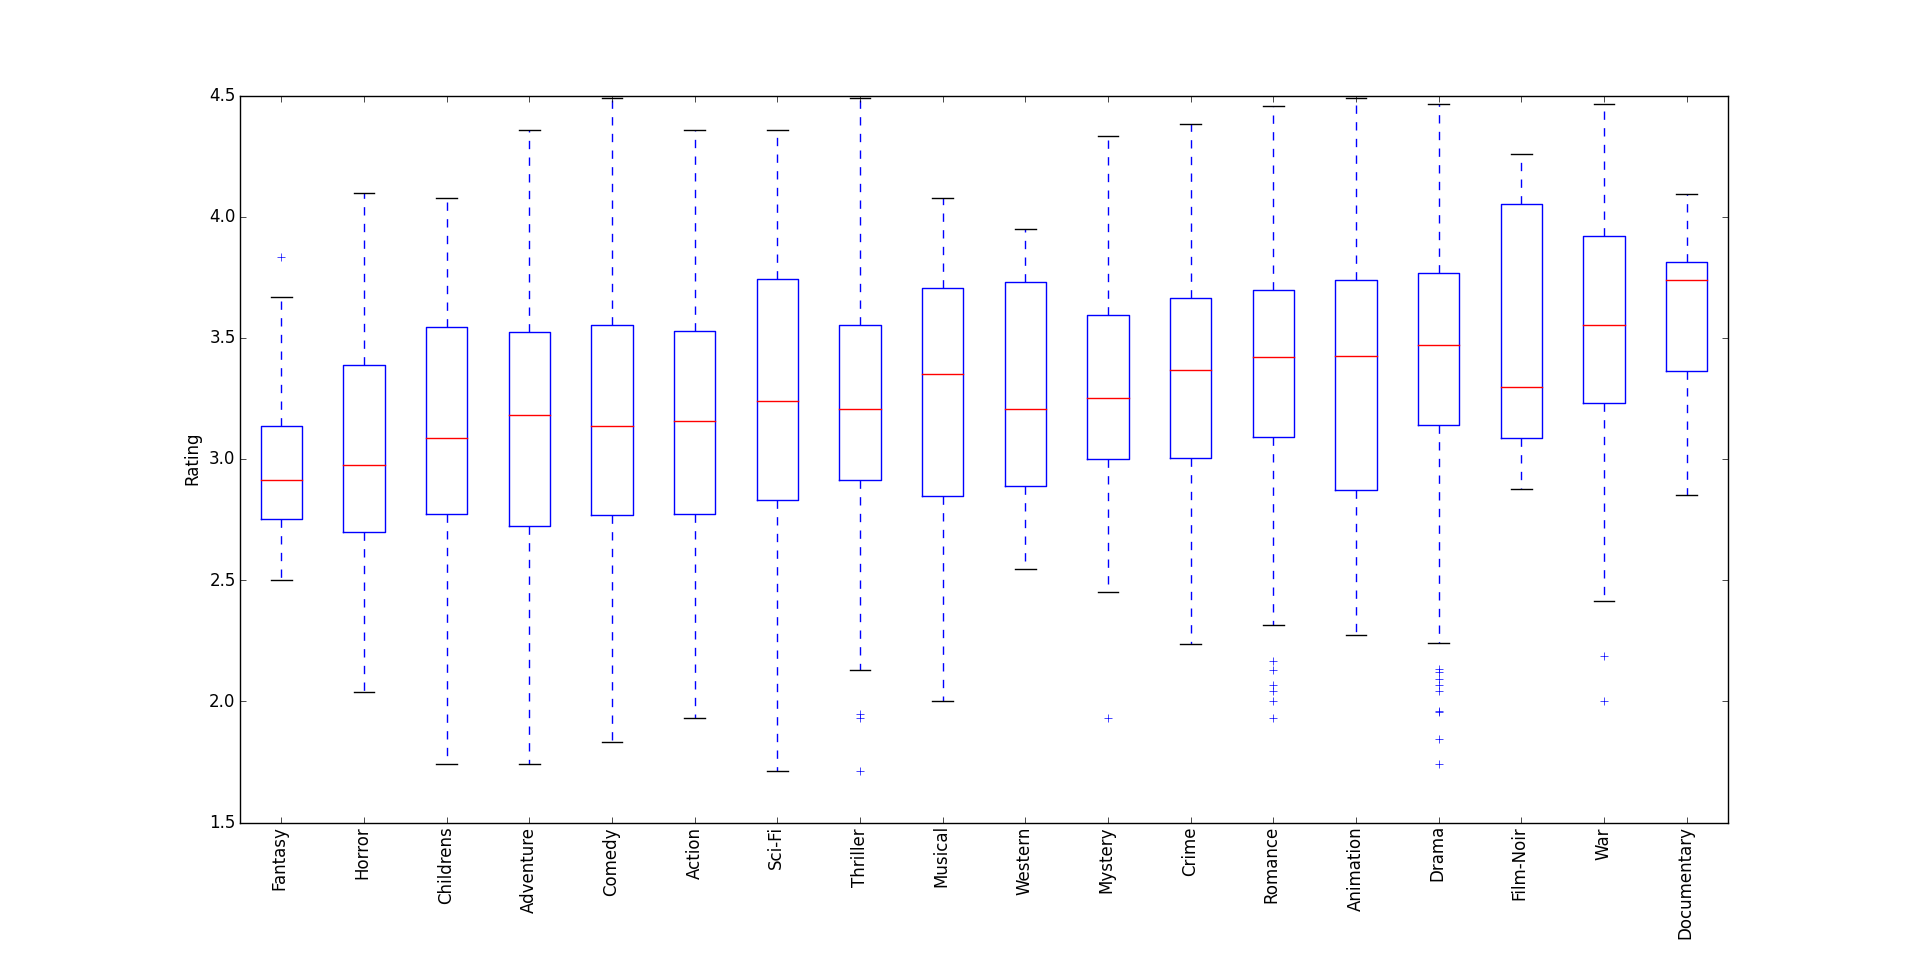 4.5
4.0
3.5
3.0
2.5
2.0
1.5
Rating
Fantasy
Horror
Childrens
Adventure
Comedy
Action
Sci-Fi
Thriller
Musical
Western
Mystery
Crime
Romance
Animation
Drama
Film-Noir
War
Documentary